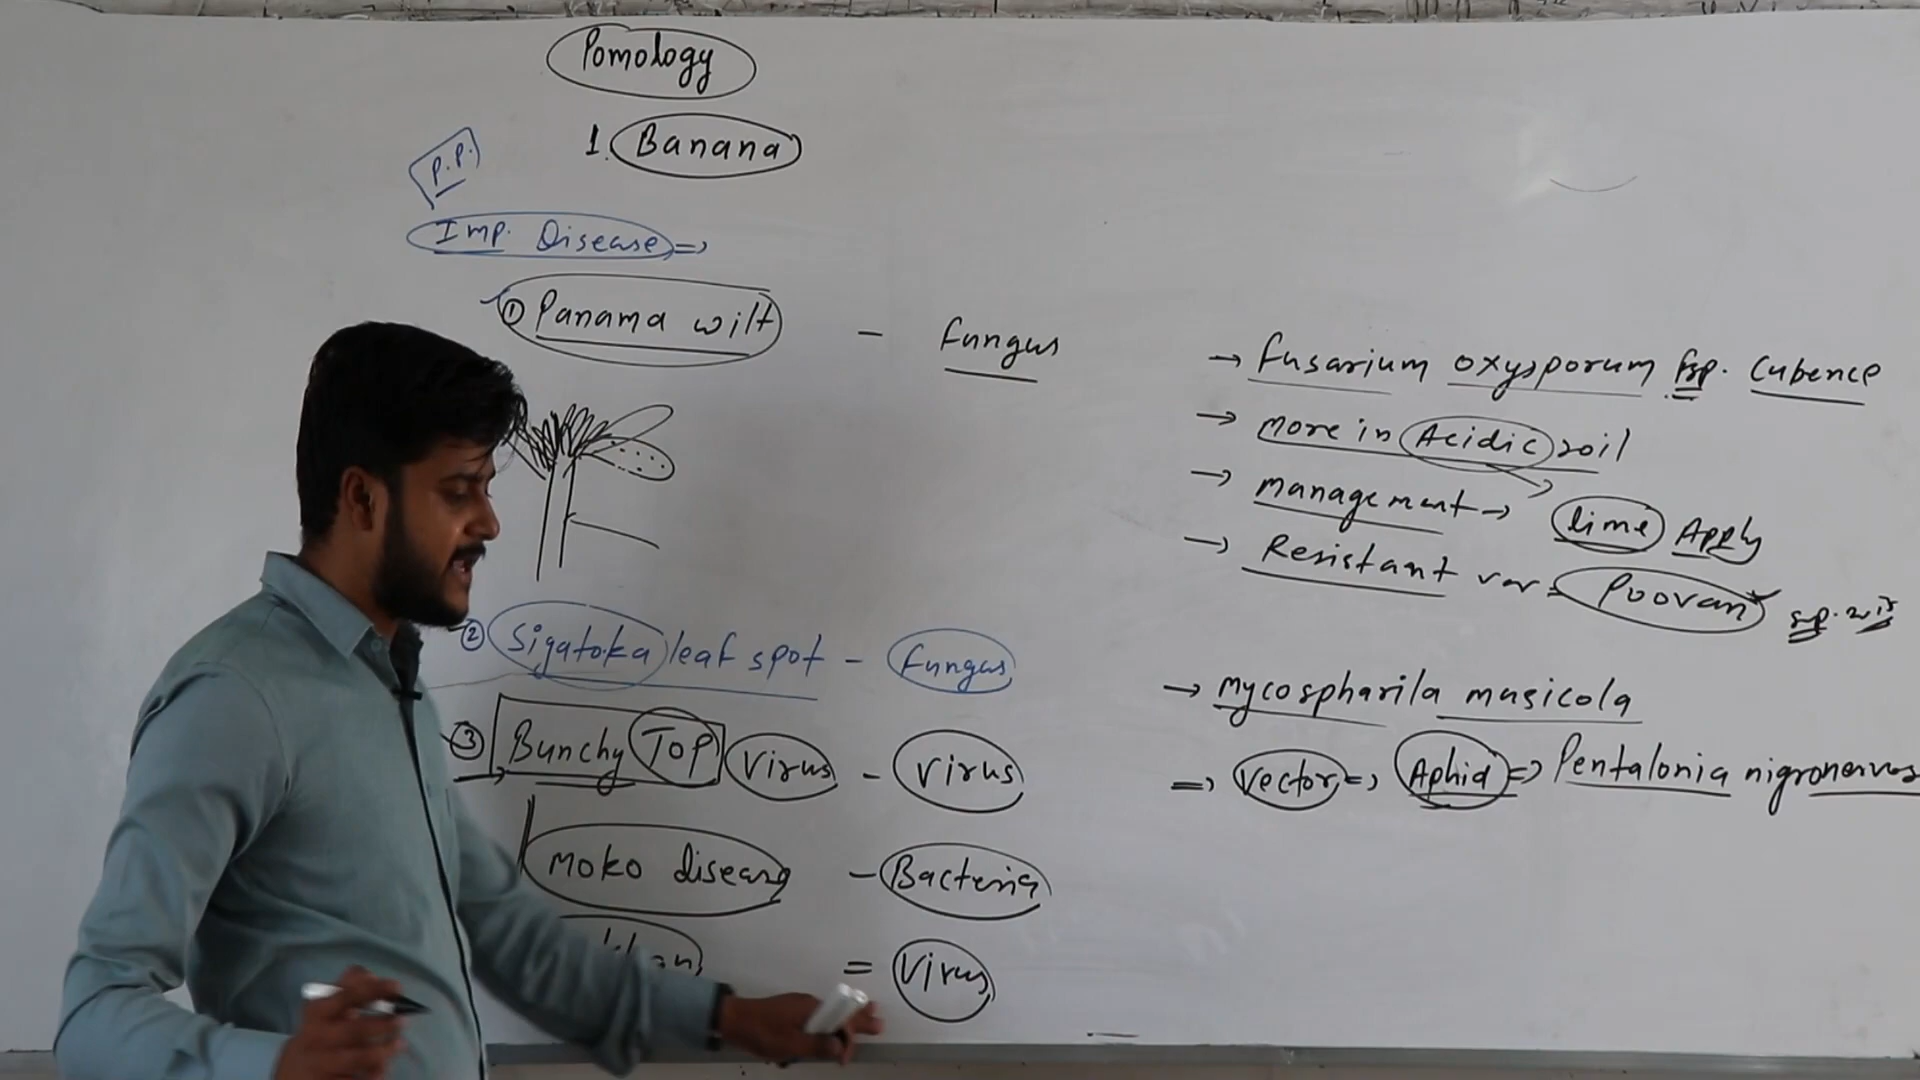 Pomology
1. Banana
P.P.
Imp. Disease =>
① Panama wilt - Fungus
→ Fusarium oxysporum fsp. Cubence
→ more in Acidic soil
→ management → lime Apply
→ Resistant var = Poovan
② Sigatoka leaf spot - Fungus
→ Mycospharila musicola
③ Bunchy Top Virus - Virus
=> Vector => Aphid => Pentalonia nigronervos
Moko disease - Bacteria
= Virus